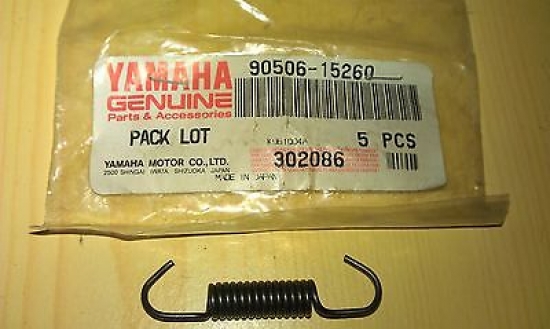 YAMAHA 90506-15260
GENUINE
Parts & Accessories
PACK LOT 5 PCS
YAMAHA MOTOR CO., LTD. 302086
2500 SHINGAI IWATA SHIZUOKA JAPAN
MADE IN JAPAN